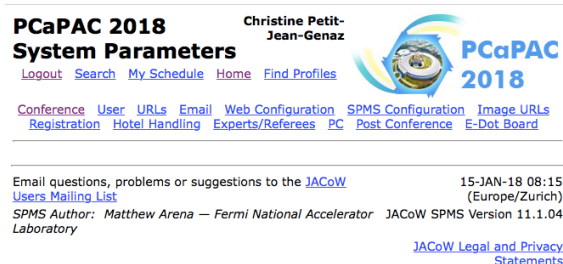 PCaPAC 2018
System Parameters
Christine Petit-
Jean-Genaz
PCaPAC
2018
Logout Search My Schedule Home Find Profiles
Conference User URLs Email Web Configuration SPMS Configuration Image URLs
Registration Hotel Handling Experts/Referees PC Post Conference E-Dot Board
Email questions, problems or suggestions to the JACoW
Users Mailing List
15-JAN-18 08:15
(Europe/Zurich)
SPMS Author: Matthew Arena — Fermi National Accelerator
Laboratory
JACoW SPMS Version 11.1.04
JACoW Legal and Privacy
Statements